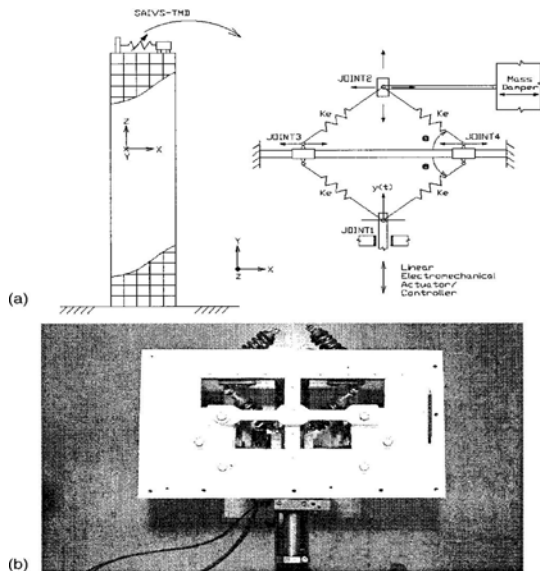 SAIVS-TMD
JOINT2
Mass
Damper
Ke
Ke
JOINT3
JOINT4
Z
Y
X
θ
θ
Ke
Ke
y(t)
JOINT1
Y
Z
X
Linear
Electromechanical
Actuator/
Controller
(a)
(b)